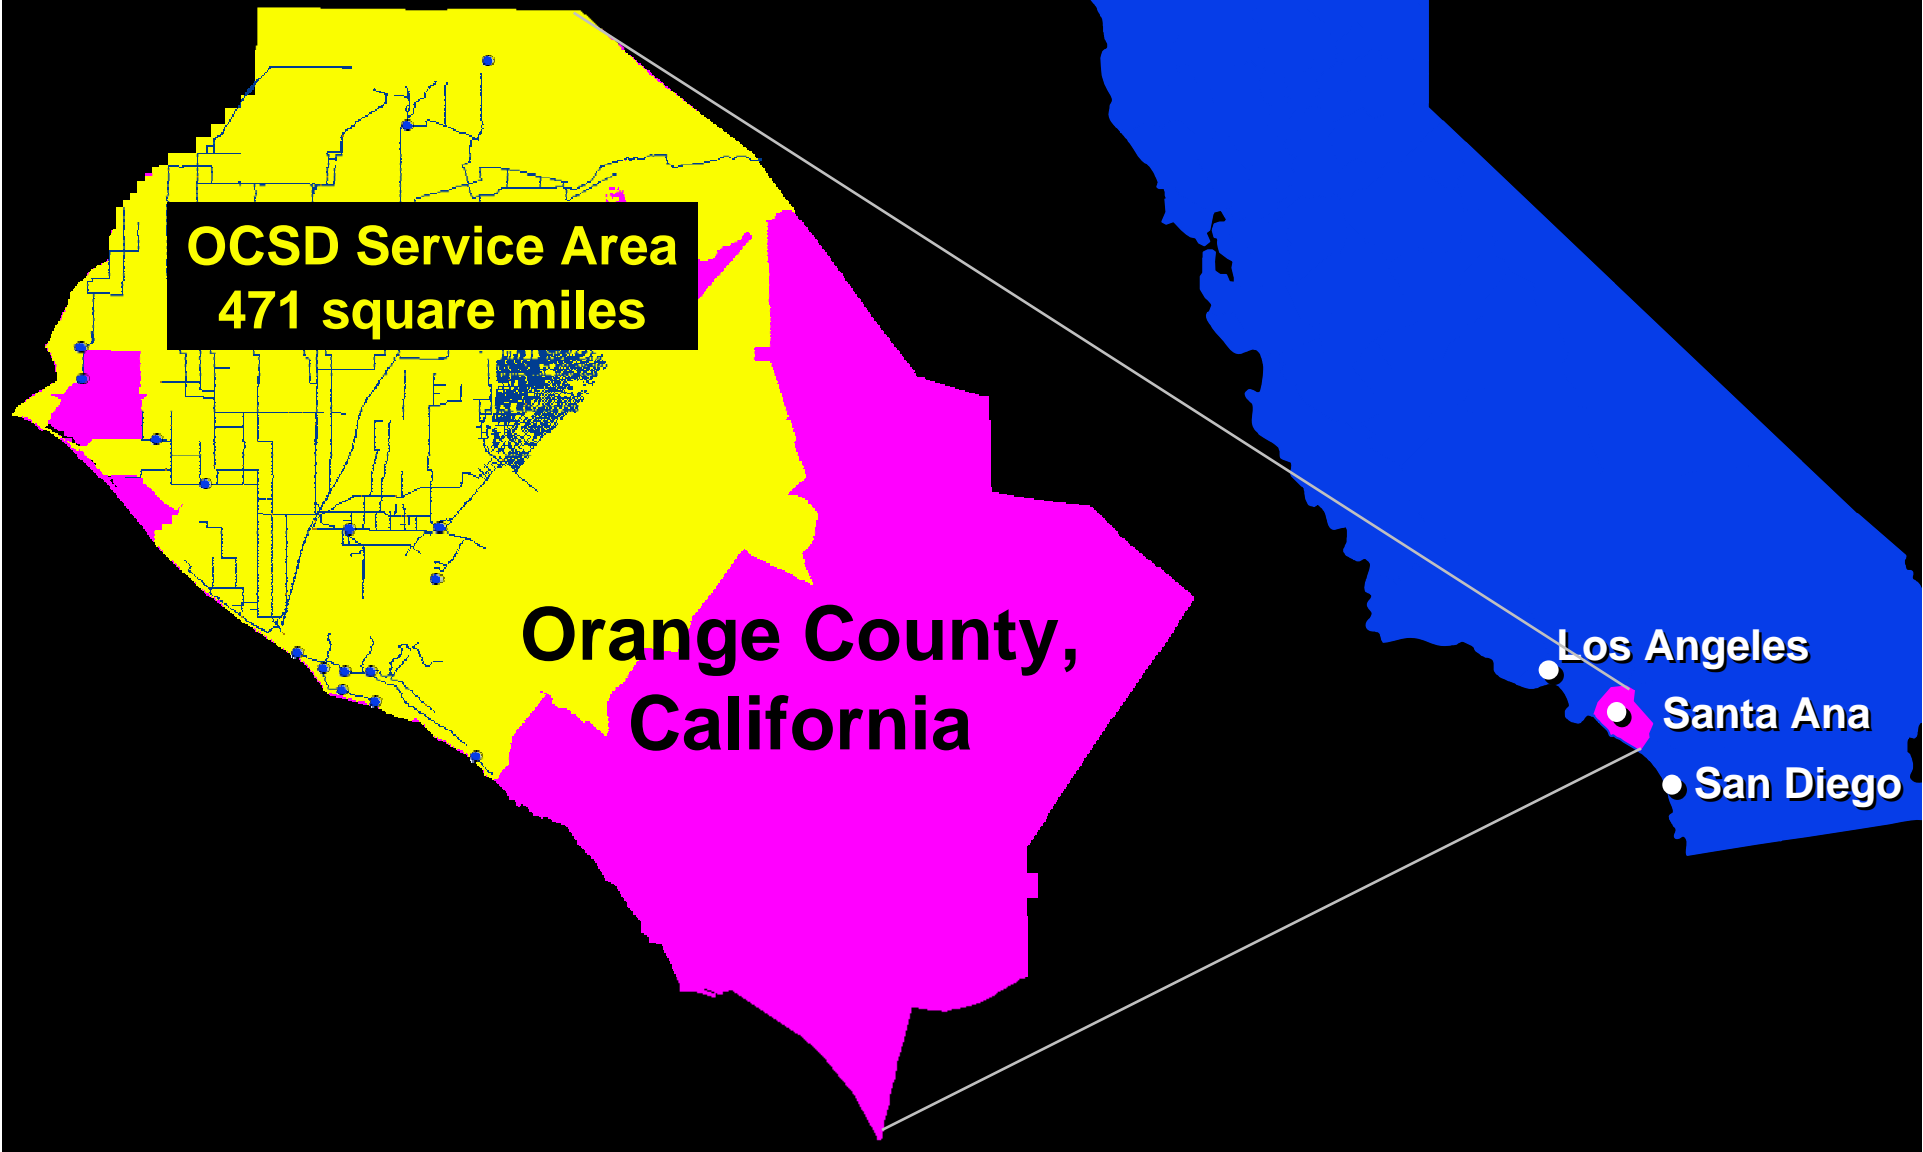 OCSD Service Area
471 square miles
Orange County,
California
Los Angeles
Santa Ana
San Diego